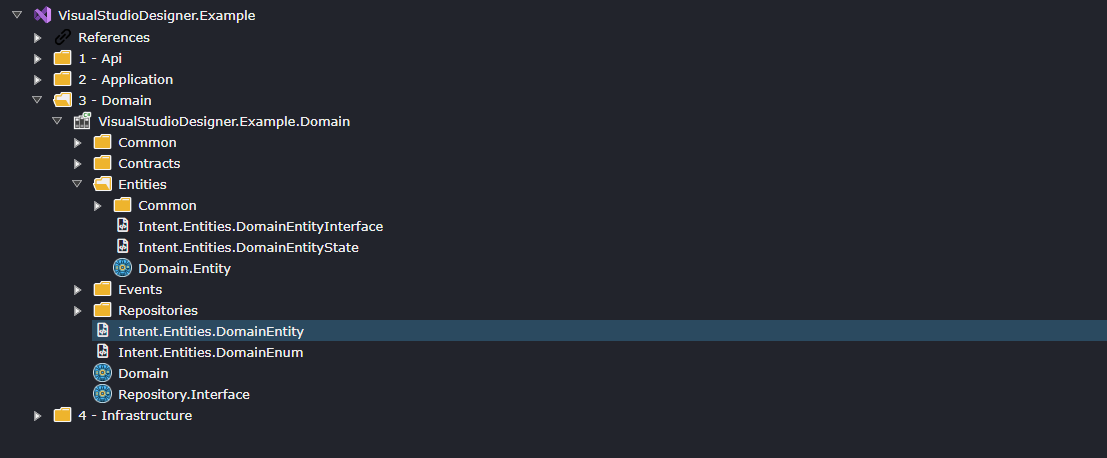 VisualStudioDesigner.Example
References
1 - Api
2 - Application
3 - Domain
VisualStudioDesigner.Example.Domain
Common
Contracts
Entities
Common
Intent.Entities.DomainEntityInterface
Intent.Entities.DomainEntityState
Domain.Entity
Events
Repositories
Intent.Entities.DomainEntity
Intent.Entities.DomainEnum
Domain
Repository.Interface
4 - Infrastructure